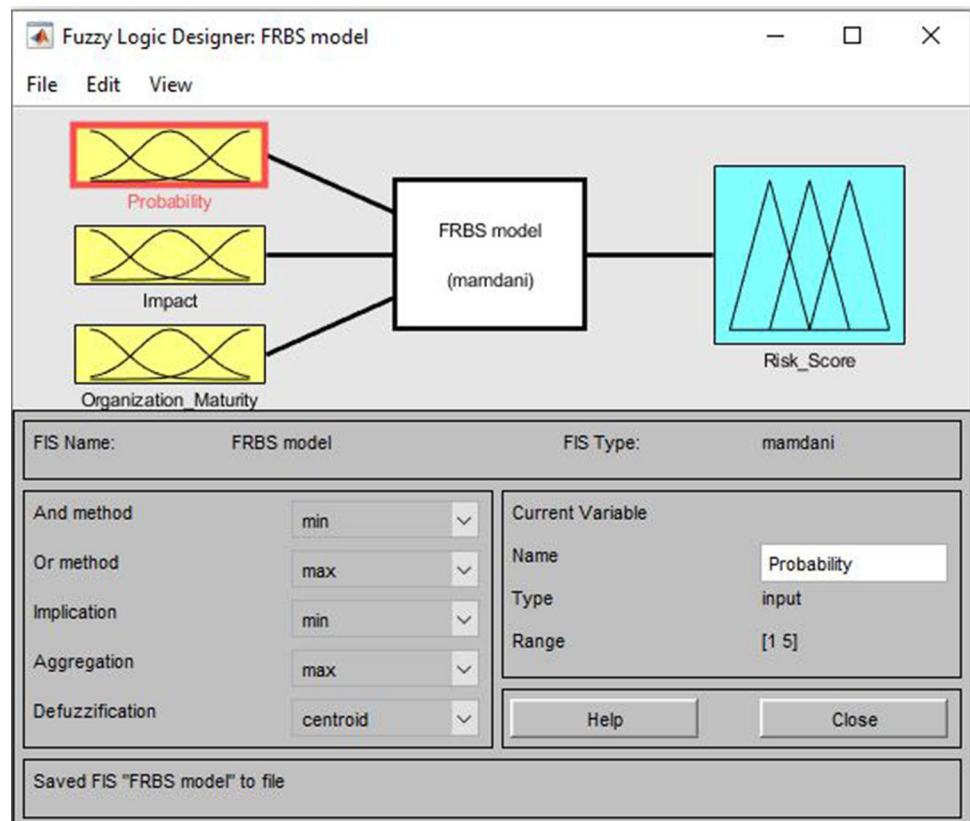 Fuzzy Logic Designer: FRBS model
File Edit View
Probability
Impact
Organization_Maturity
FRBS model
(mamdani)
Risk_Score
FIS Name: FRBS model FIS Type: mamdani
And method min
Or method max
Implication min
Aggregation max
Defuzzification centroid
Current Variable
Name Probability
Type input
Range [1 5]
Help Close
Saved FIS "FRBS model" to file